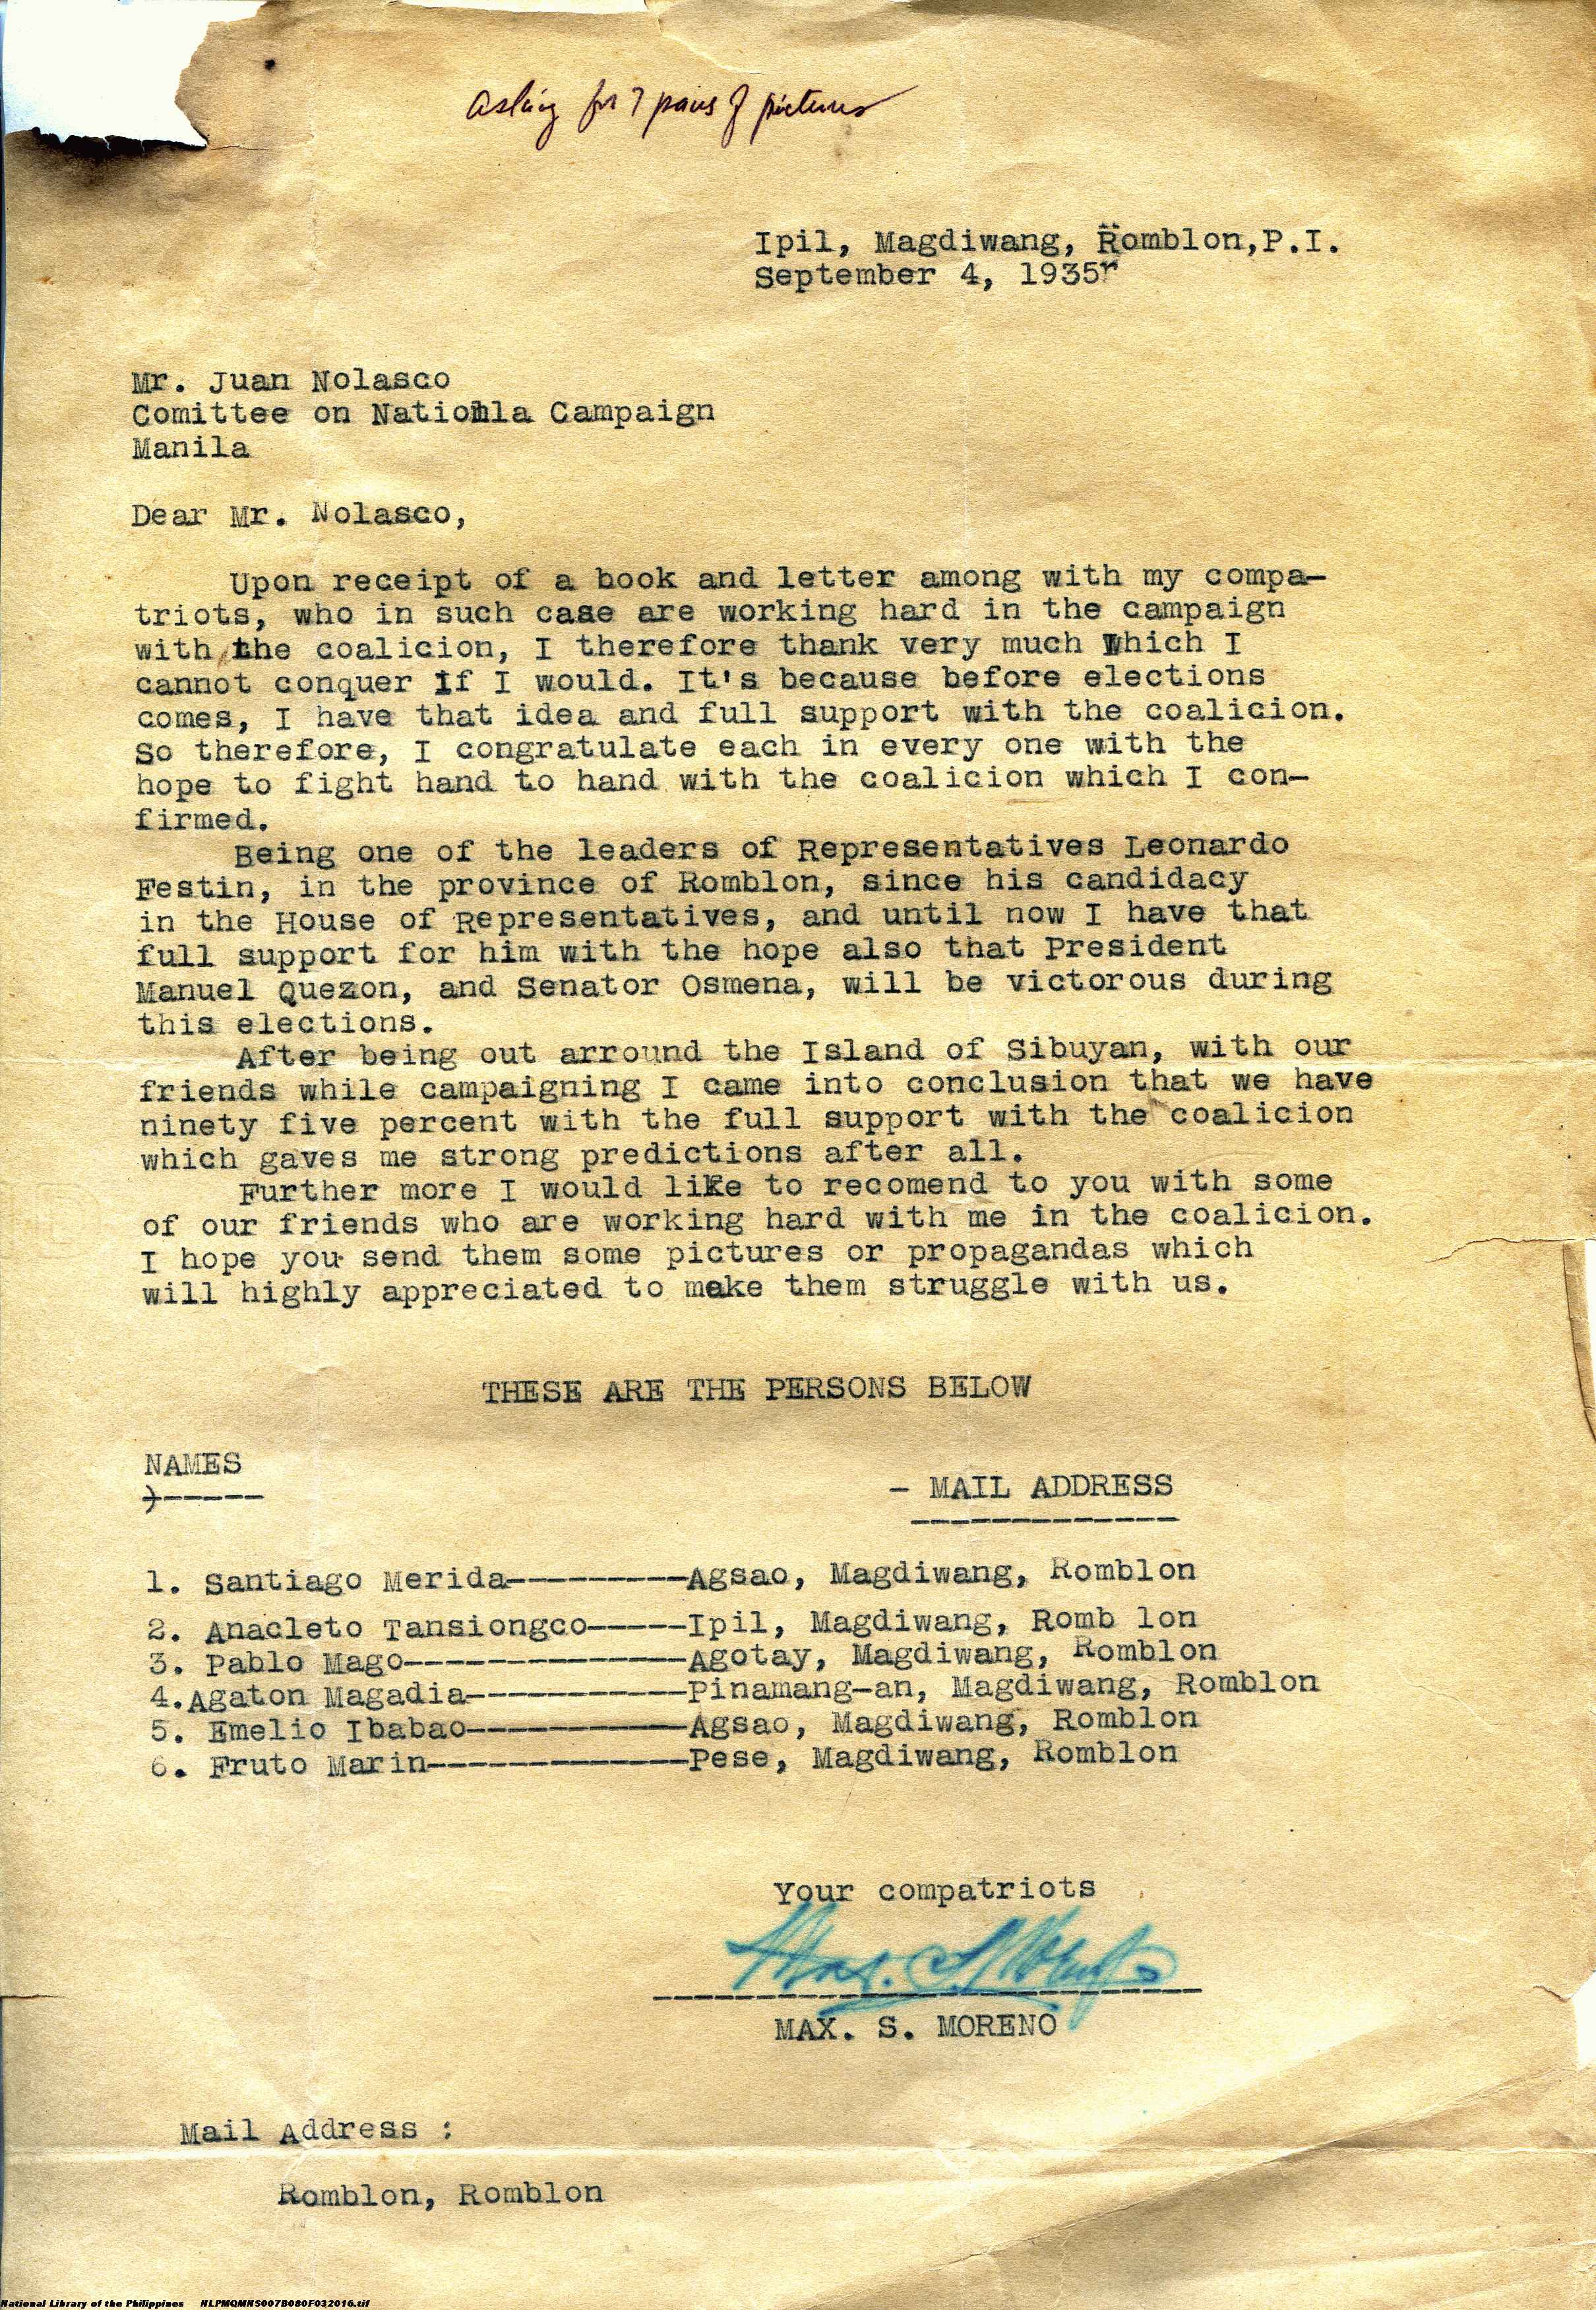 asking for 7 pairs of pictures
Ipil, Magdiwang, Romblon,P.I.
September 4, 1935r
Mr. Juan Nolasco
Comittee on Nationla Campaign
Manila
Dear Mr. Nolasco,
Upon receipt of a book and letter among with my compa-
triots, who in such case are working hard in the campaign
with the coalicion, I therefore thank very much which I
cannot conquer if I would. It's because before elections
comes, I have that idea and full support with the coalicion.
So therefore, I congratulate each in every one with the
hope to fight hand to hand with the coalicion which I con-
firmed.
Being one of the leaders of Representatives Leonardo
Festin, in the province of Romblon, since his candidacy
in the House of Representatives, and until now I have that
full support for him with the hope also that President
Manuel Quezon, and Senator Osmena, will be victorous during
this elections.
After being out arround the Island of Sibuyan, with our
friends while campaigning I came into conclusion that we have
ninety five percent with the full support with the coalicion
which gaves me strong predictions after all.
Further more I would like to recomend to you with some
of our friends who are working hard with me in the coalicion.
I hope you send them some pictures or propagandas which
will highly appreciated to make them struggle with us.
THESE ARE THE PERSONS BELOW
NAMES
- MAIL ADDRESS
1. Santiago Merida---------Agsao, Magdiwang, Romblon
2. Anacleto Tansiongco-----Ipil, Magdiwang, Romb lon
3. Pablo Mago--------------Agotay, Magdiwang, Romblon
4.Agaton Magadia-----------Pinamang-an, Magdiwang, Romblon
5. Emelio Ibabao-----------Agsao, Magdiwang, Romblon
6. Fruto Marin-------------Pese, Magdiwang, Romblon
Your compatriots
Max. S. Moreno
MAX. S. MORENO
Mail Address :
Romblon, Romblon
National Library of the Philippines NLPMQMNS007B080F032016.tif